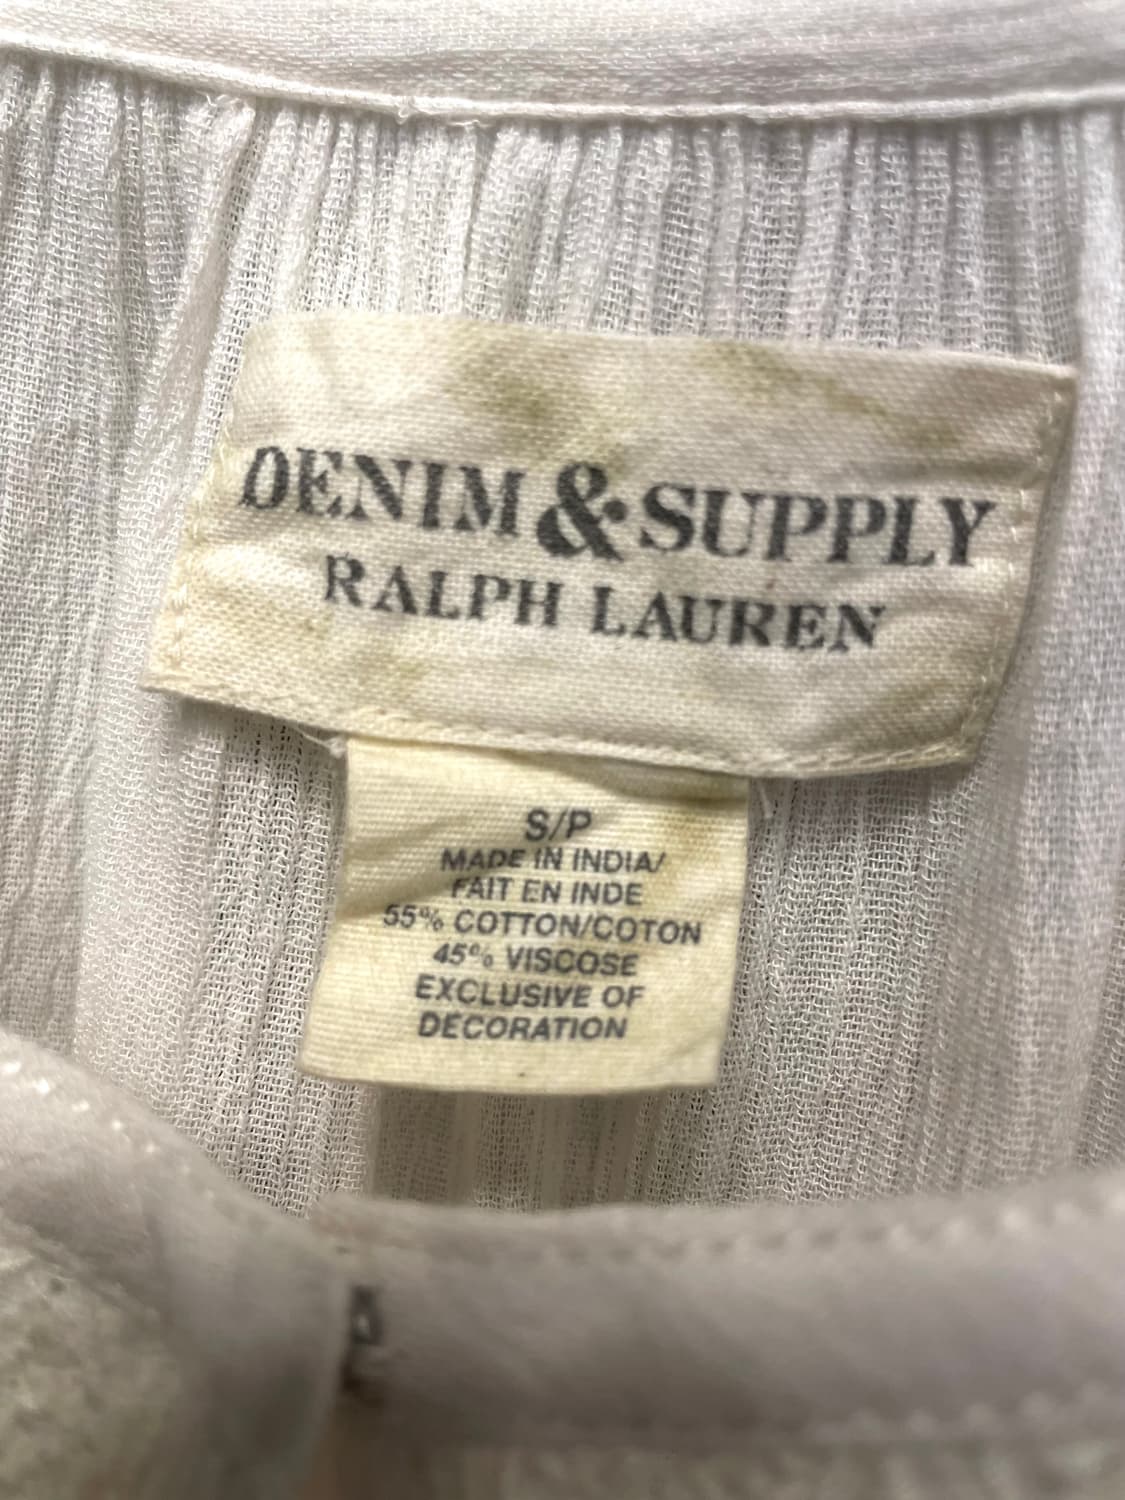 DENIM & SUPPLY
RALPH LAUREN
S/P
MADE IN INDIA/
FAIT EN INDE
55% COTTON/COTON
45% VISCOSE
EXCLUSIVE OF
DECORATION